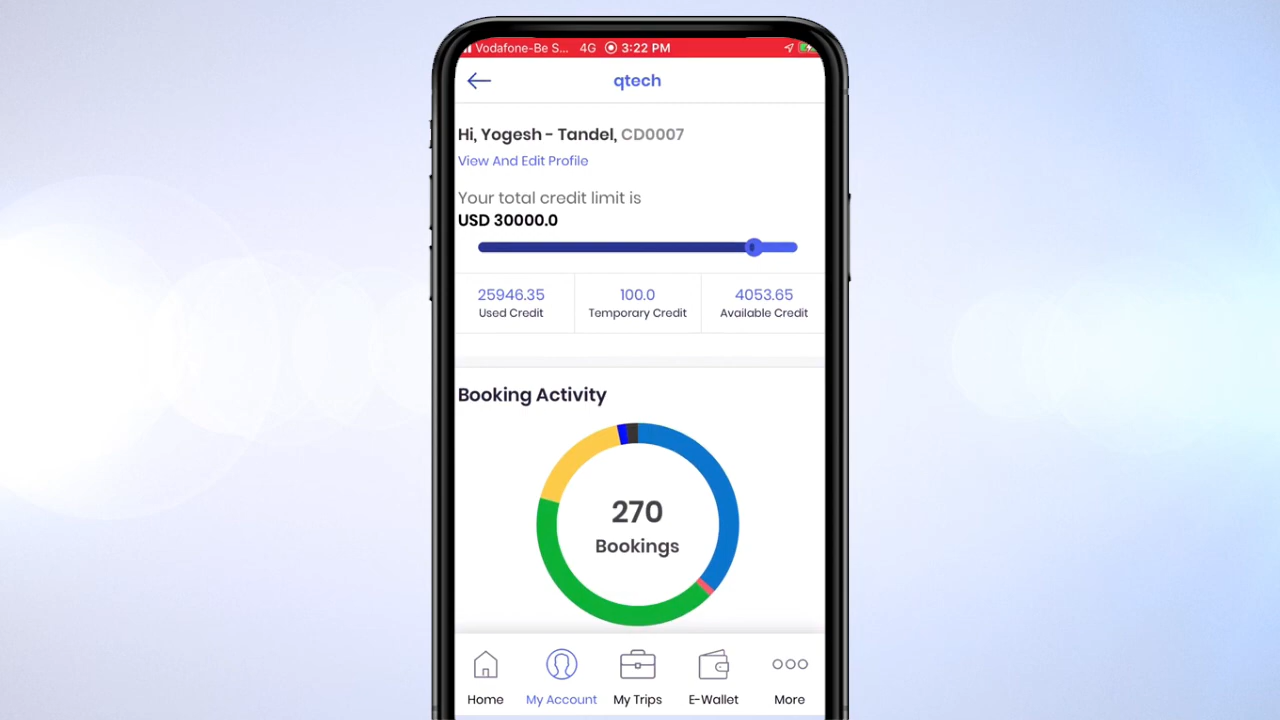 Vodafone-Be S... 4G 3:22 PM
qtech
Hi, Yogesh - Tandel, CD0007
View And Edit Profile
Your total credit limit is
USD 30000.0
25946.35 100.0 4053.65
Used Credit Temporary Credit Available Credit
Booking Activity
270
Bookings
Home My Account My Trips E-Wallet More